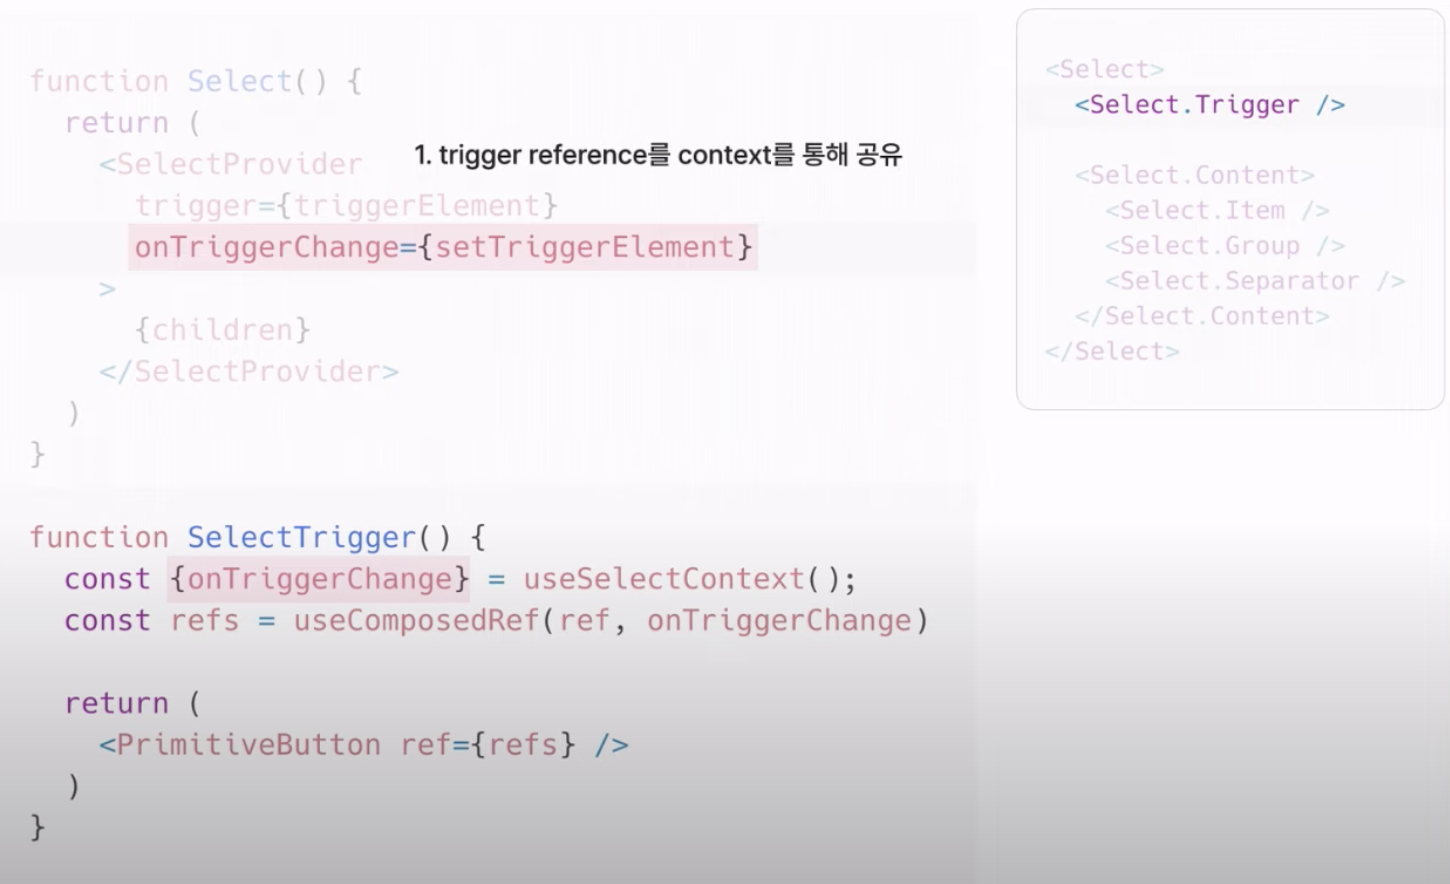 function Select() {
return (
<SelectProvider
1. trigger reference를 context를 통해 공유
trigger={triggerElement}
onTriggerChange={setTriggerElement}
>
{children}
</SelectProvider>
)
}
function SelectTrigger() {
const {onTriggerChange} = useSelectContext();
const refs = useComposedRef(ref, onTriggerChange)
return (
<PrimitiveButton ref={refs} />
)
}
<Select>
<Select.Trigger />
<Select.Content>
<Select.Item />
<Select.Group />
<Select.Separator />
</Select.Content>
</Select>